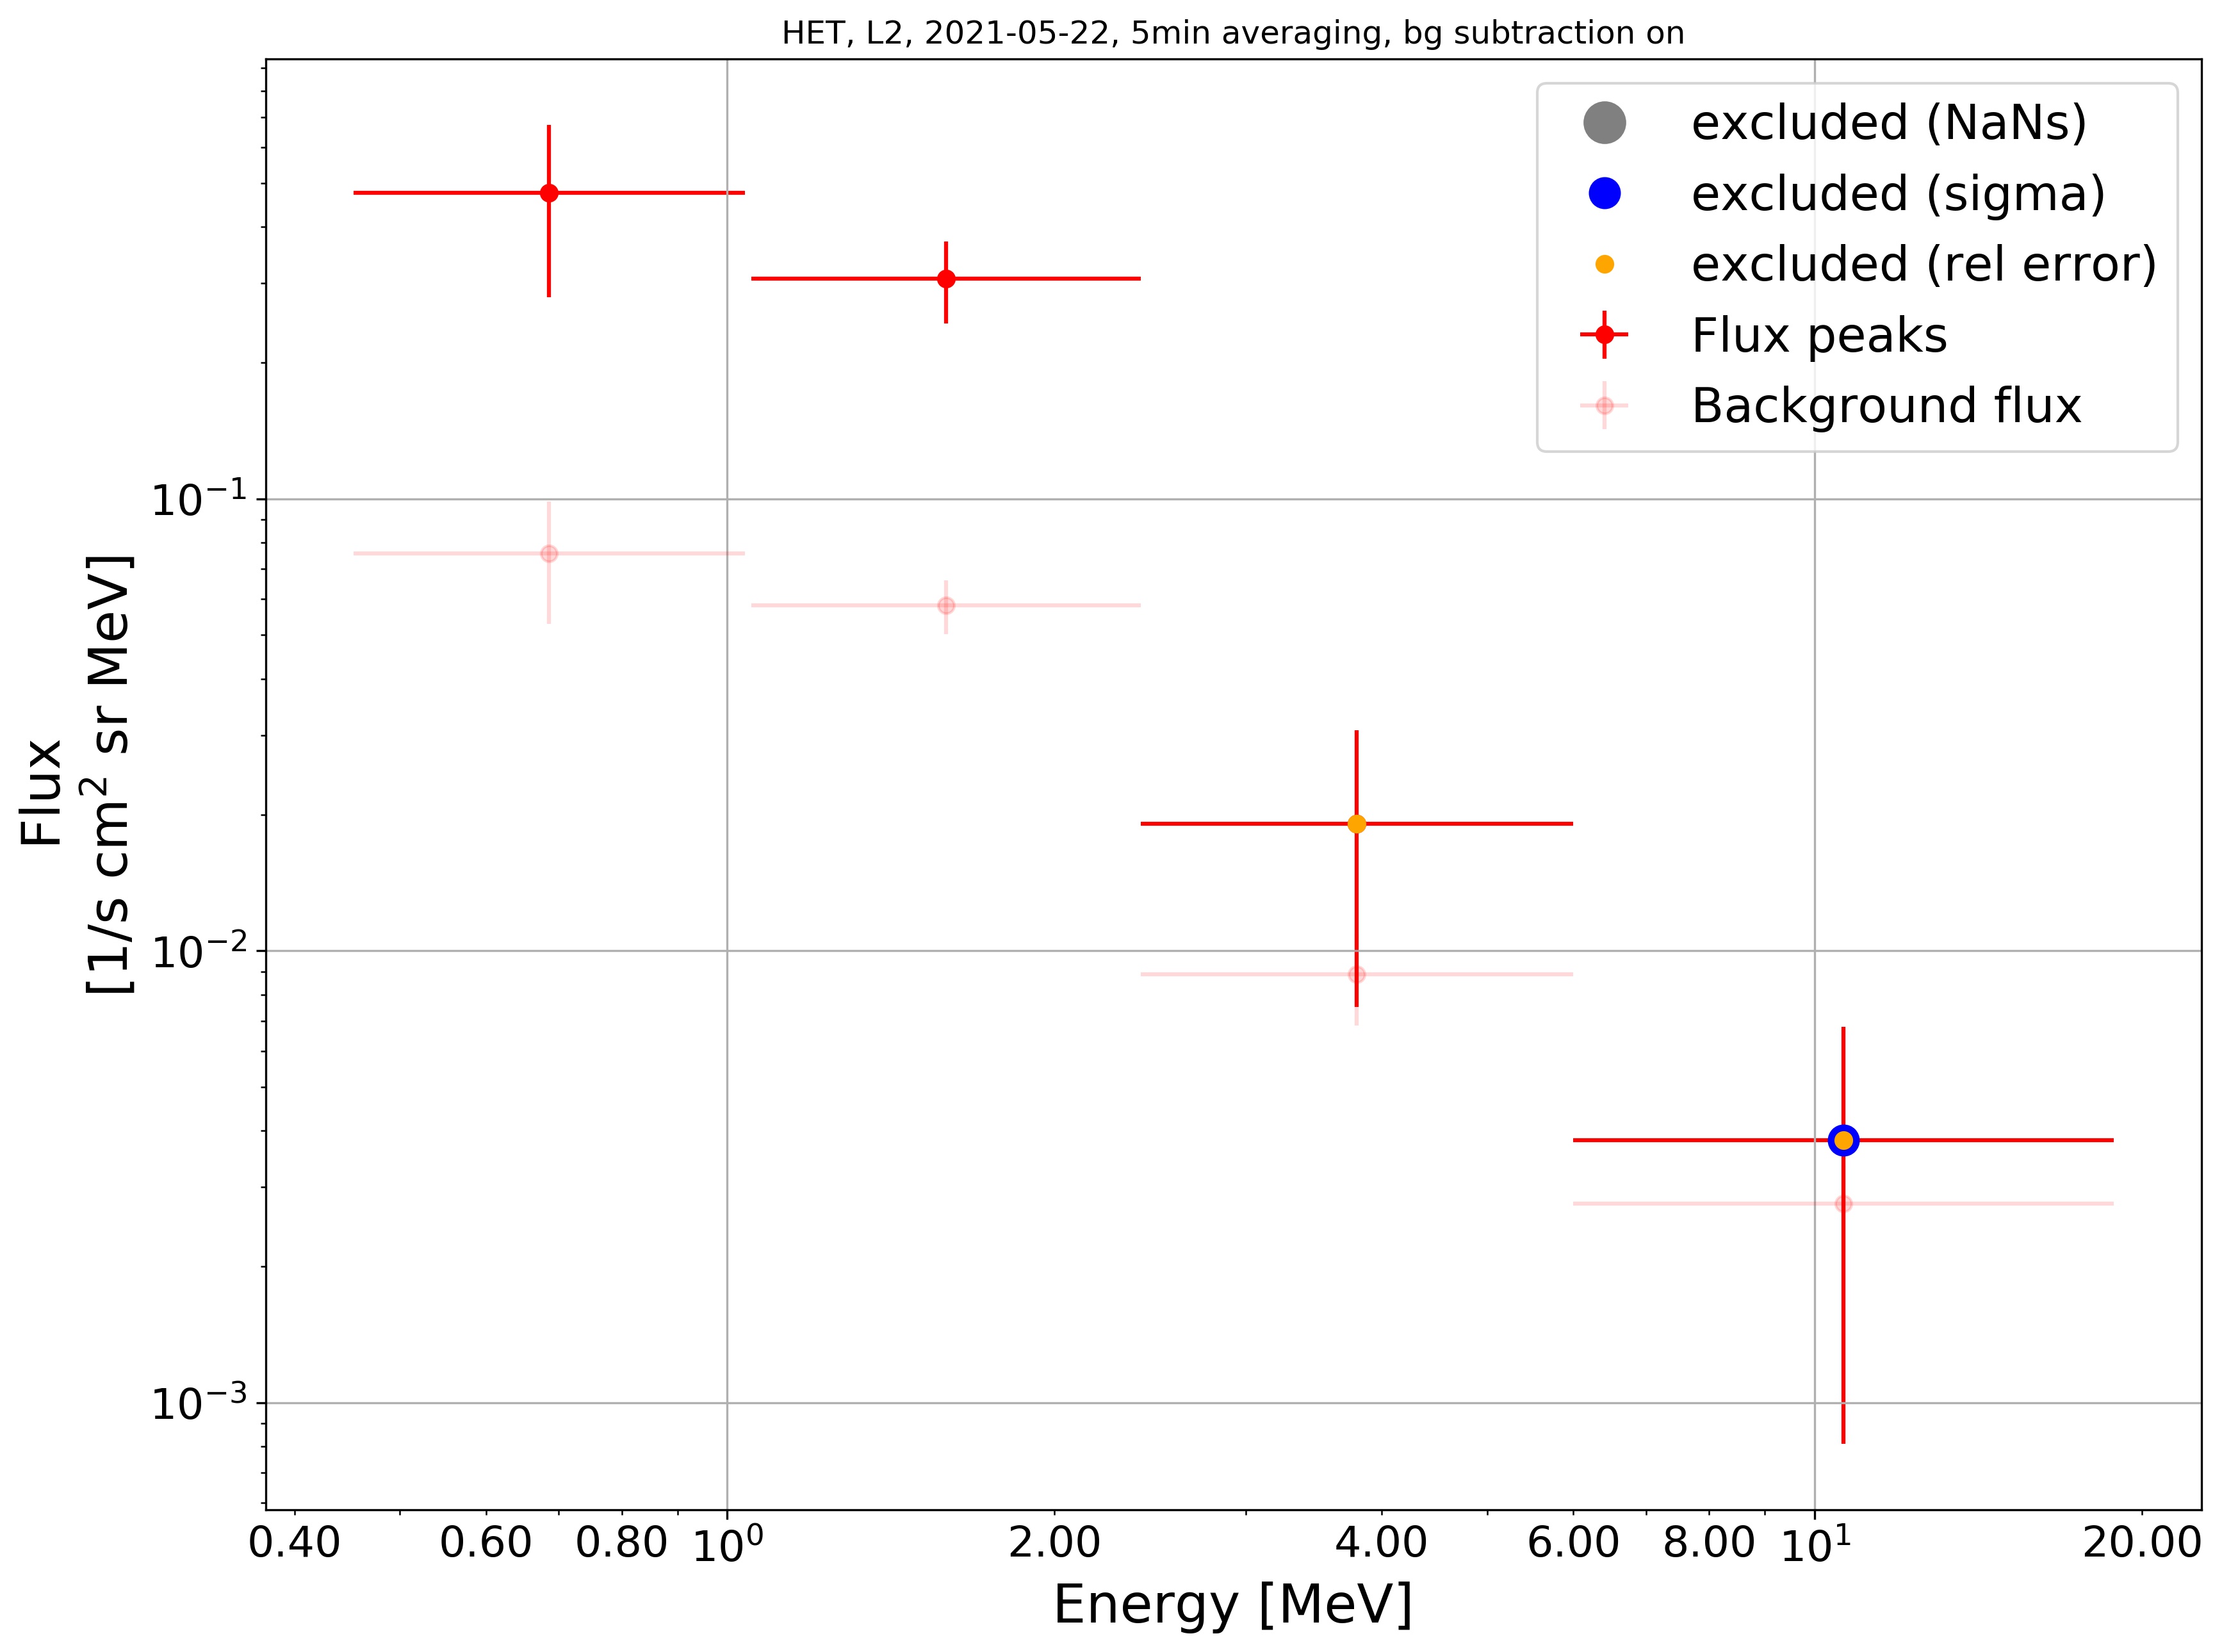 HET, L2, 2021-05-22, 5min averaging, bg subtraction on
excluded (NaNs)
excluded (sigma)
excluded (rel error)
Flux peaks
Background flux
Flux
[1/s cm² sr MeV]
10⁻¹
10⁻²
10⁻³
0.40 0.60 0.80 10⁰ 2.00 4.00 6.00 8.00 10¹ 20.00
Energy [MeV]